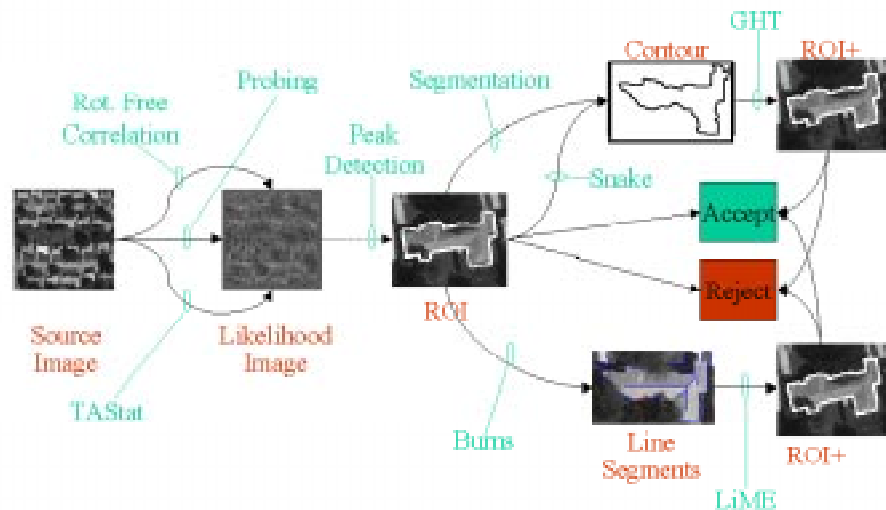 GHT
Contour
ROI+
Probing
Segmentation
Rot. Free
Correlation
Peak
Detection
Snake
Accept
Reject
ROI
Source
Image
Likelihood
Image
TAStat
Burns
Line
Segments
ROI+
LiME